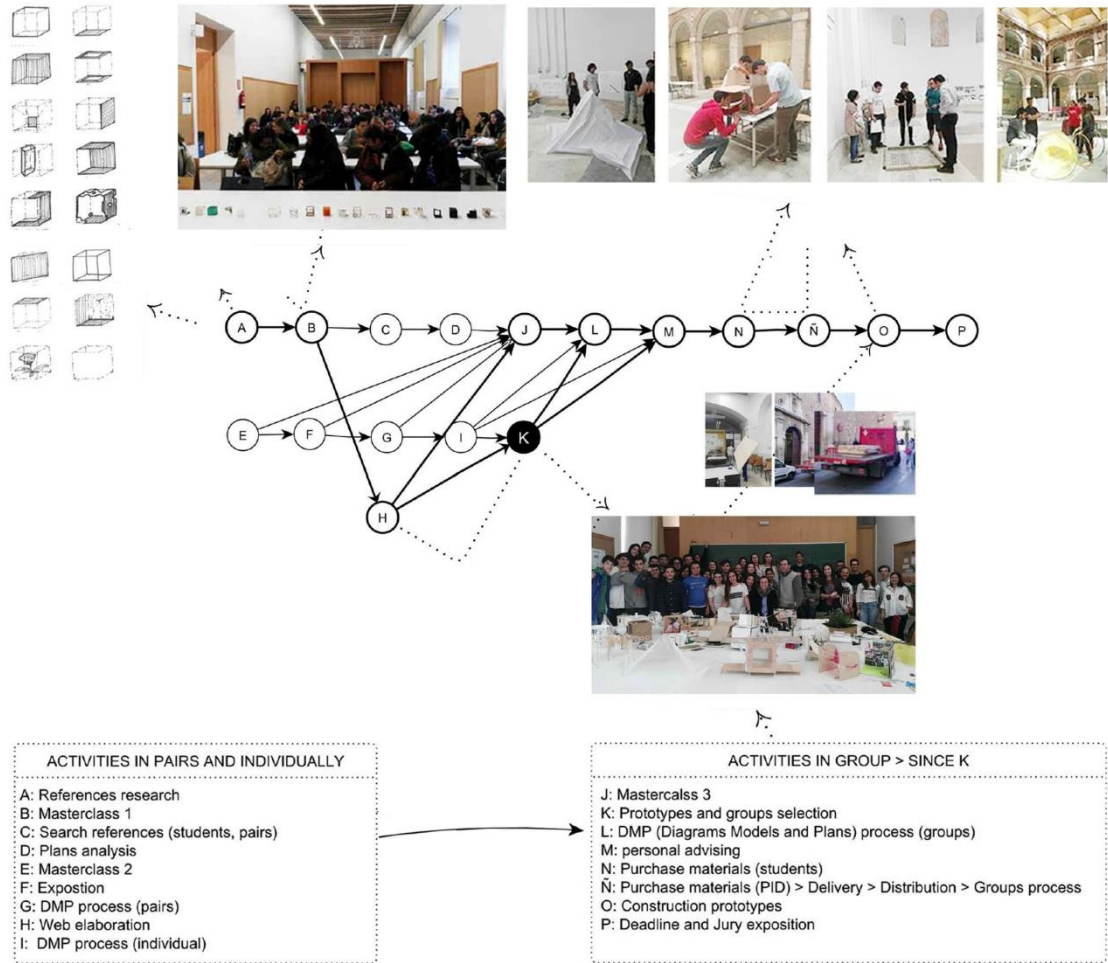 A
B
C
D
J
L
M
N
Ñ
O
P
E
F
G
I
K
H
ACTIVITIES IN PAIRS AND INDIVIDUALLY
A: References research
B: Masterclass 1
C: Search references (students, pairs)
D: Plans analysis
E: Masterclass 2
F: Expostion
G: DMP process (pairs)
H: Web elaboration
I: DMP process (individual)
ACTIVITIES IN GROUP > SINCE K
J: Mastercalss 3
K: Prototypes and groups selection
L: DMP (Diagrams Models and Plans) process (groups)
M: personal advising
N: Purchase materials (students)
Ñ: Purchase materials (PID) > Delivery > Distribution > Groups process
O: Construction prototypes
P: Deadline and Jury exposition